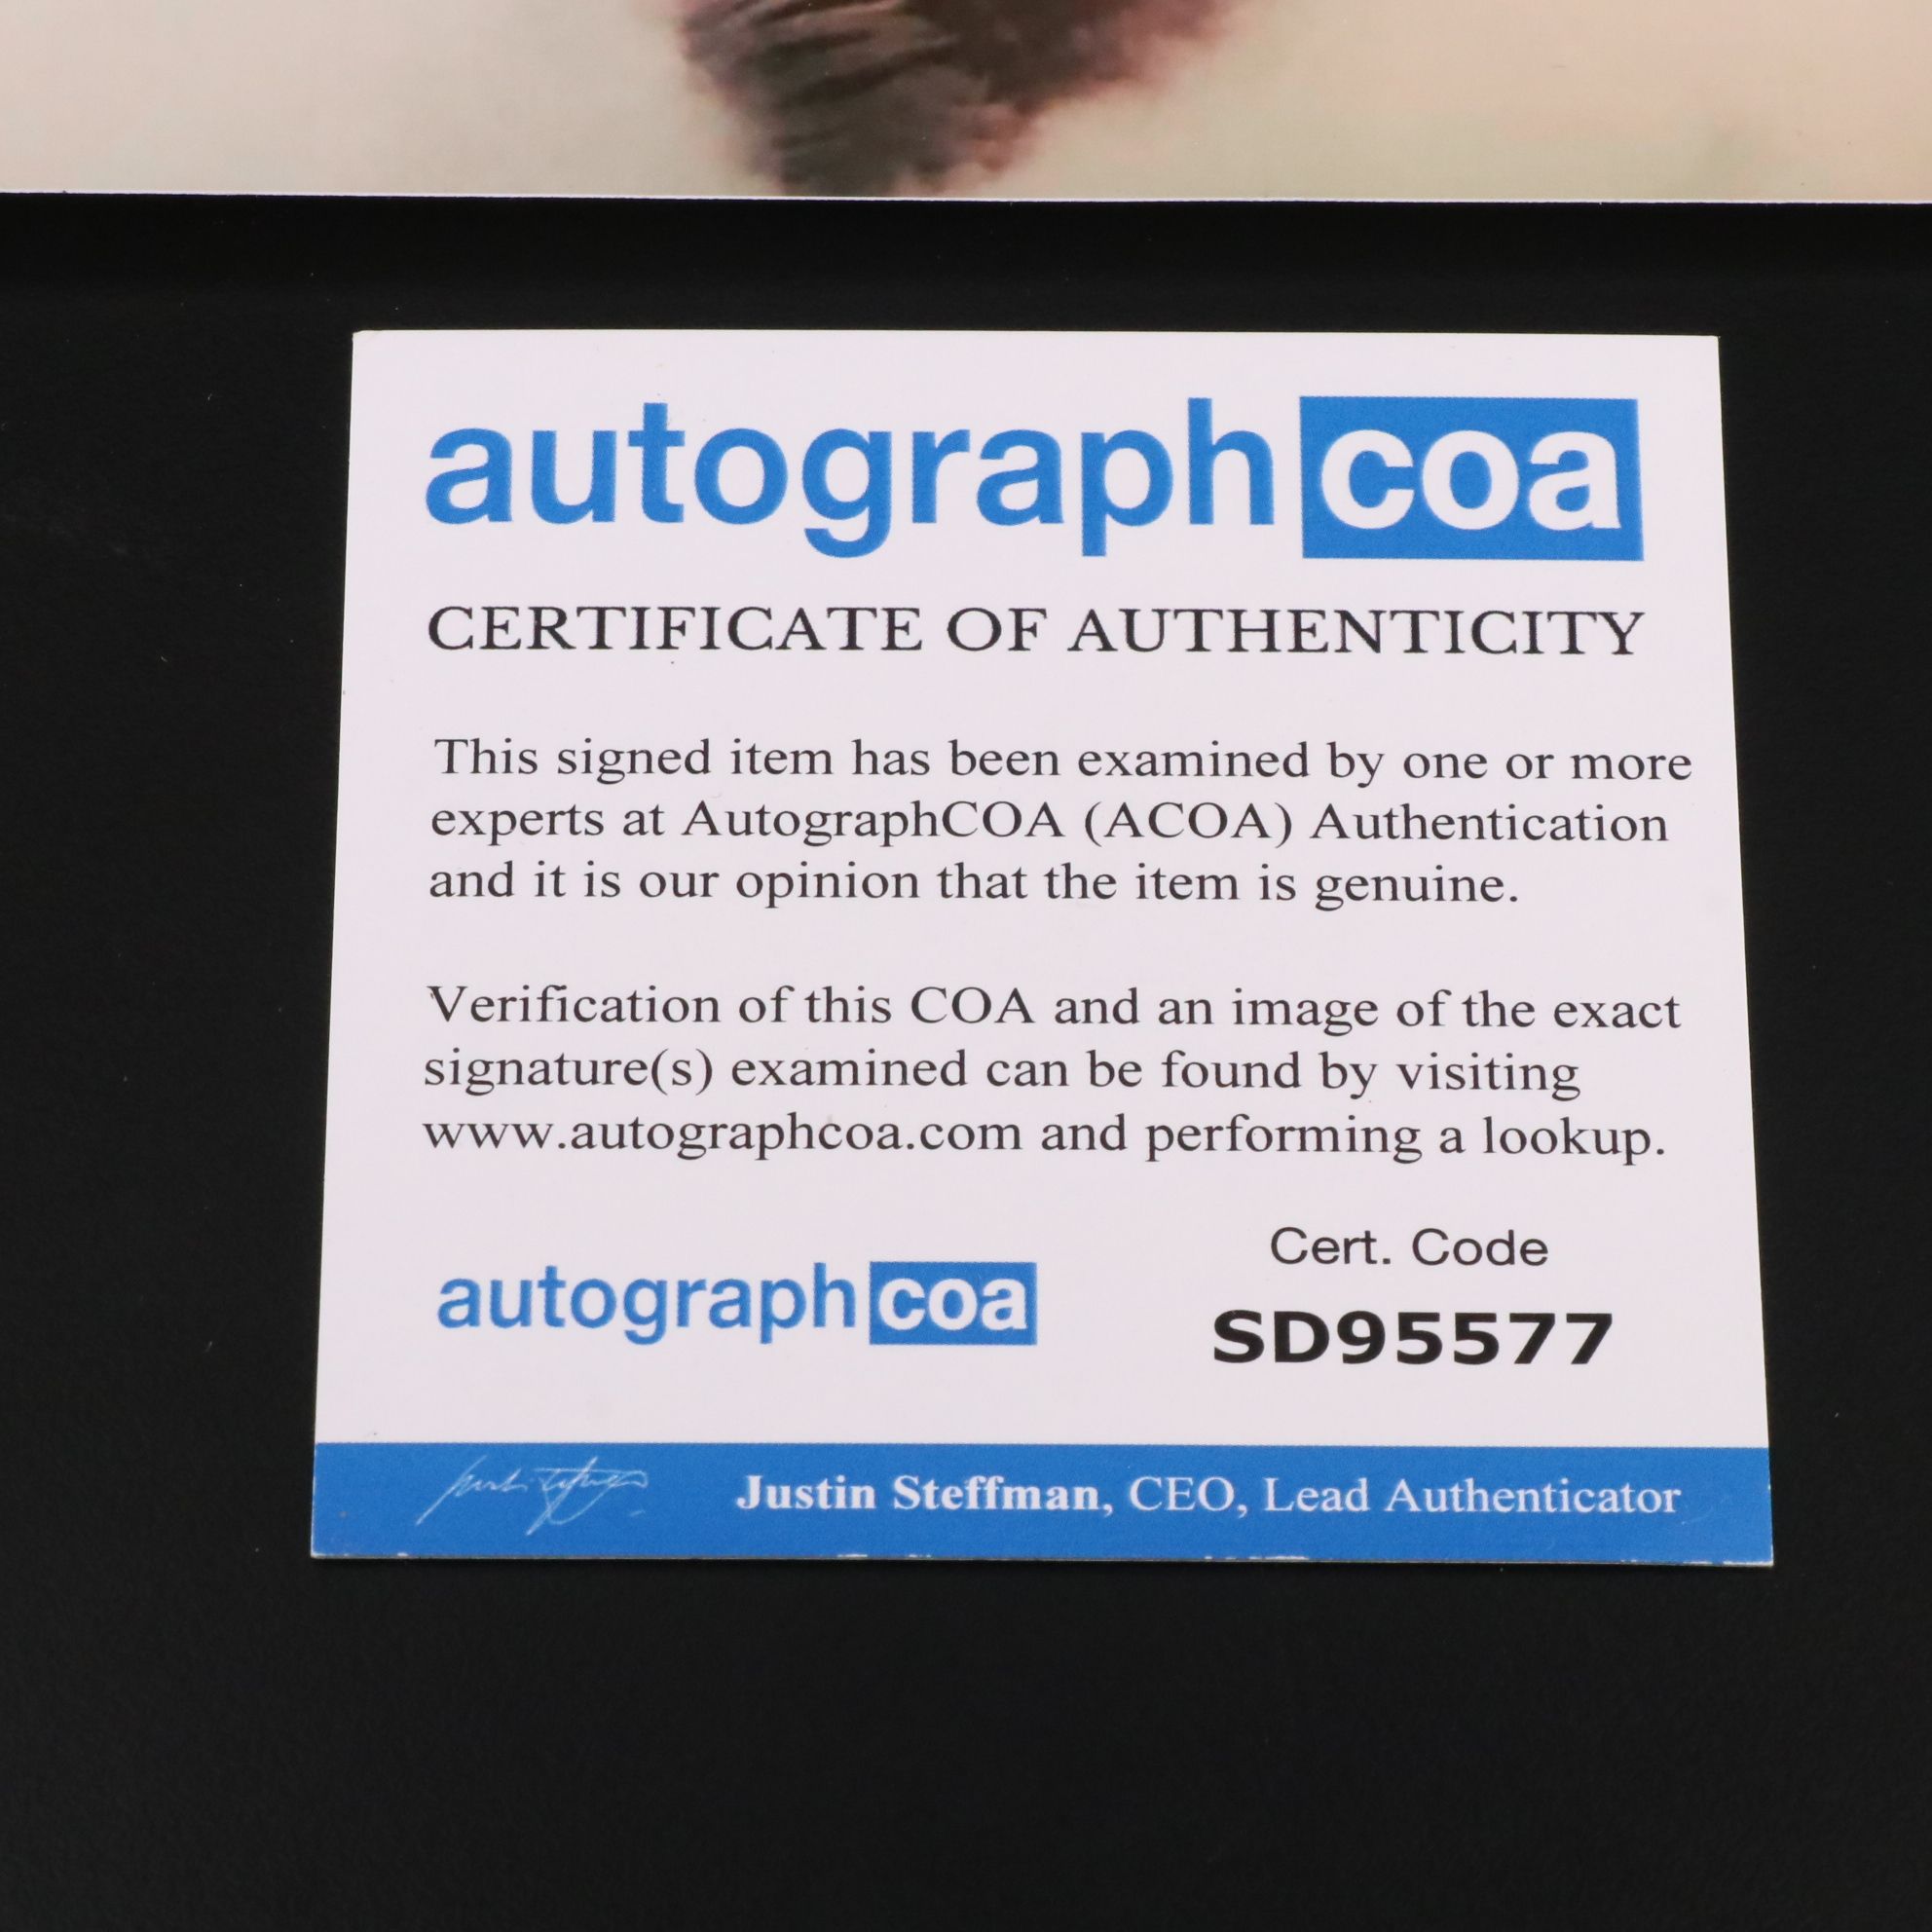 autographcoa
CERTIFICATE OF AUTHENTICITY
This signed item has been examined by one or more
experts at AutographCOA (ACOA) Authentication
and it is our opinion that the item is genuine.
Verification of this COA and an image of the exact
signature(s) examined can be found by visiting
www.autographcoa.com and performing a lookup.
autographcoa
Cert. Code
SD95577
Justin Steffman, CEO, Lead Authenticator